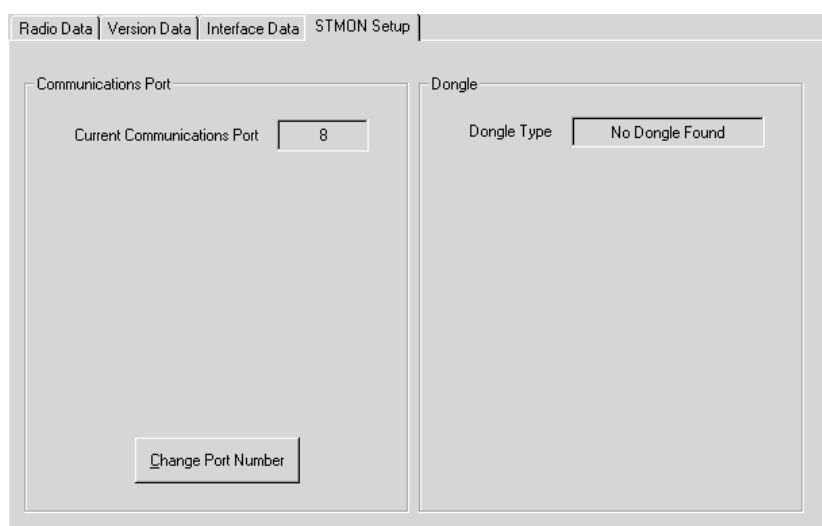 Radio Data Version Data Interface Data STMON Setup
Communications Port
Current Communications Port 8
Change Port Number
Dongle
Dongle Type No Dongle Found